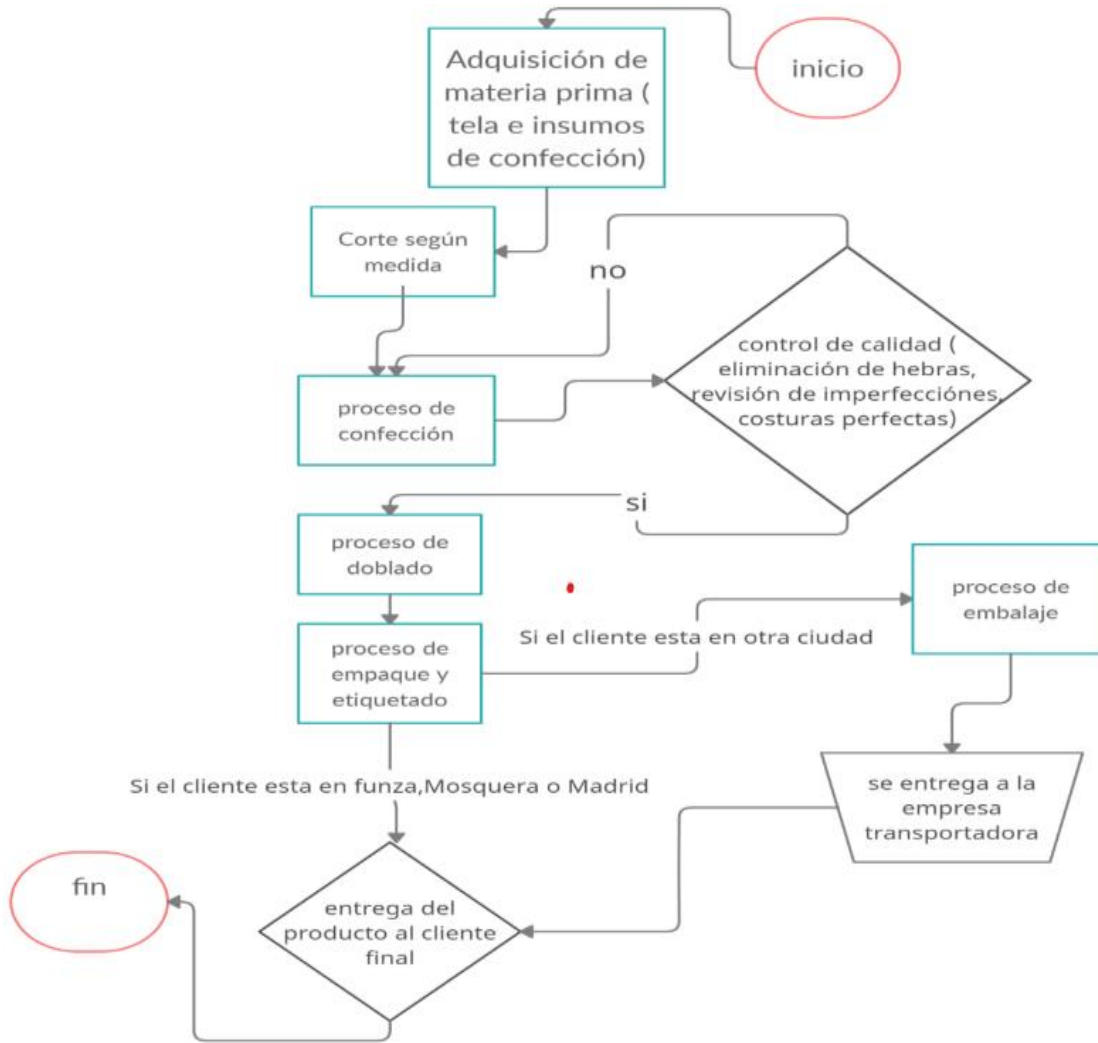 inicio
Adquisición de
materia prima (
tela e insumos
de confección)
Corte según
medida
no
control de calidad (
eliminación de hebras,
revisión de imperfecciónes,
costuras perfectas)
proceso de
confección
si
proceso de
doblado
proceso de
embalaje
Si el cliente esta en otra ciudad
proceso de
empaque y
etiquetado
Si el cliente esta en funza,Mosquera o Madrid
se entrega a la
empresa
transportadora
fin
entrega del
producto al cliente
final